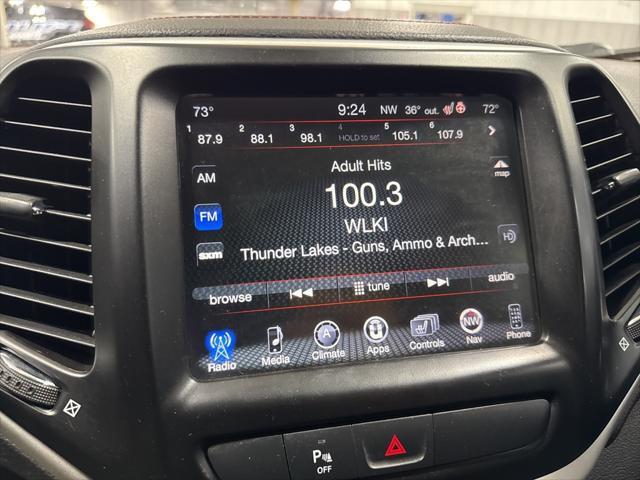 73° 9:24 NW 36° out. 72°
1 87.9 2 88.1 3 98.1 4 HOLD to set 5 105.1 6 107.9
Adult Hits
AM
map
100.3
FM
WLKI
HD
sxm
Thunder Lakes - Guns, Ammo & Arch...
browse tune audio
Radio Media A Climate Apps Controls NW Nav Phone
P OFF